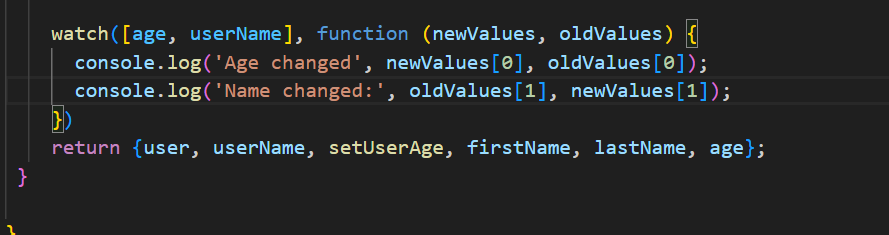 watch([age, userName], function (newValues, oldValues) {
console.log('Age changed', newValues[0], oldValues[0]);
console.log('Name changed:', oldValues[1], newValues[1]);
})
return {user, userName, setUserAge, firstName, lastName, age};
}
}